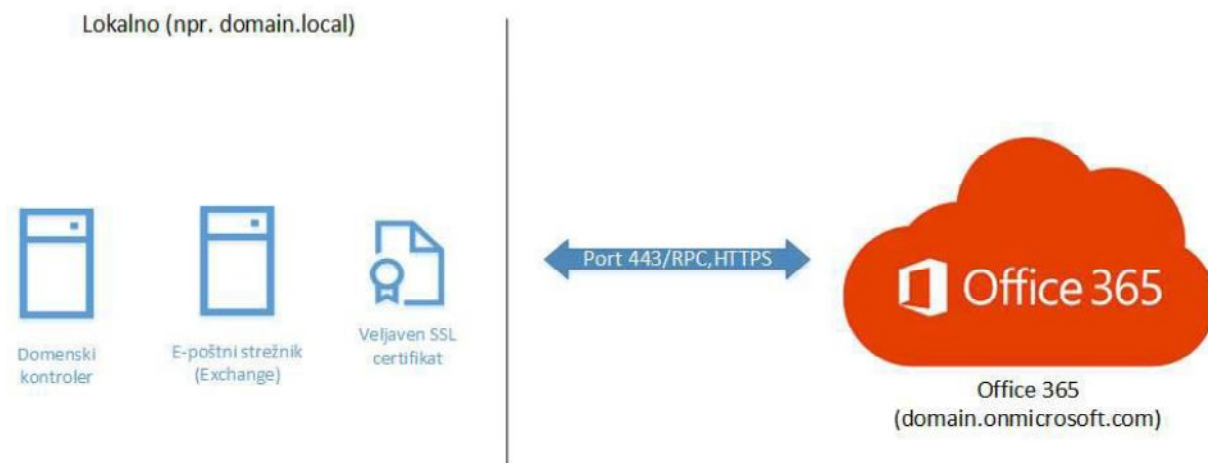 Lokalno (npr. domain.local)
Domenski
kontroler
E-poštni strežnik
(Exchange)
Veljaven SSL
certifikat
Port 443/RPC,HTTPS
Office 365
Office 365
(domain.onmicrosoft.com)